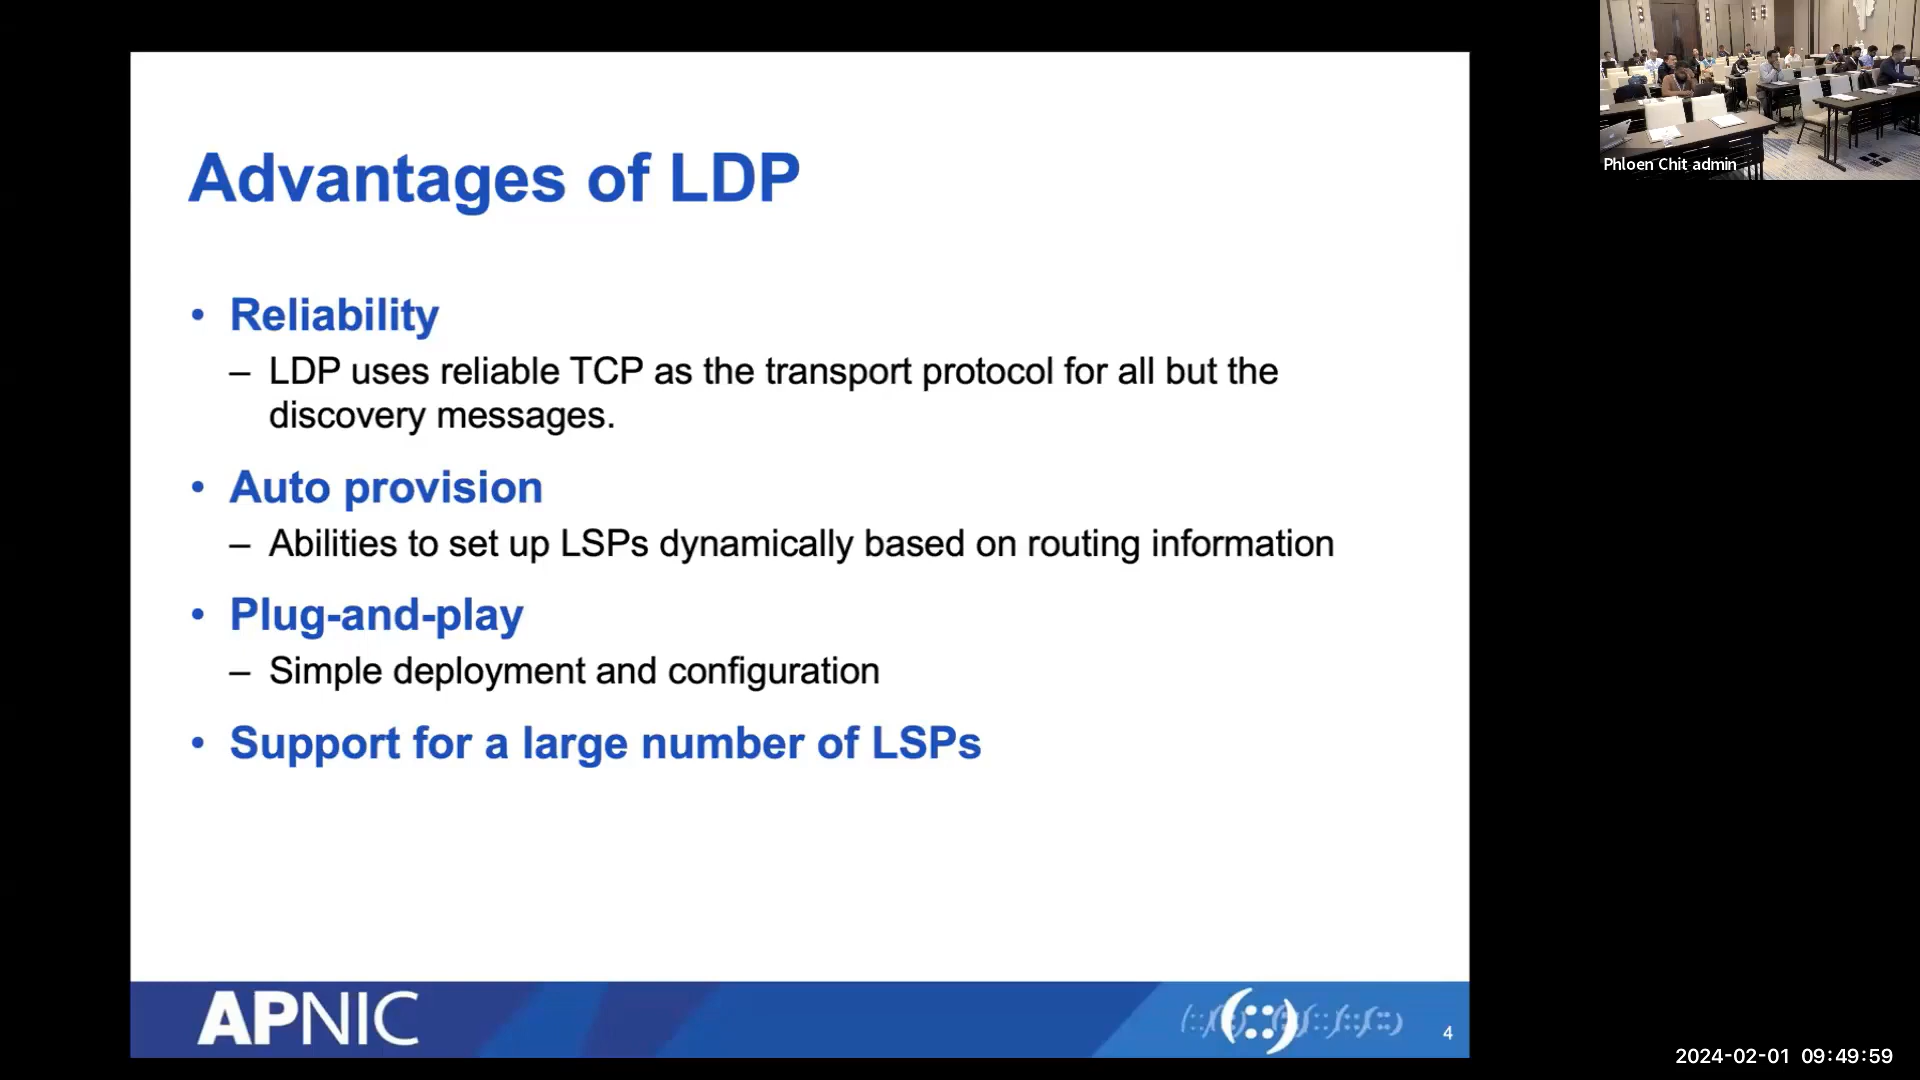 Advantages of LDP
• Reliability
– LDP uses reliable TCP as the transport protocol for all but the
discovery messages.
• Auto provision
– Abilities to set up LSPs dynamically based on routing information
• Plug-and-play
– Simple deployment and configuration
• Support for a large number of LSPs
APNIC
4
Phloen Chit admin
2024-02-01 09:49:59